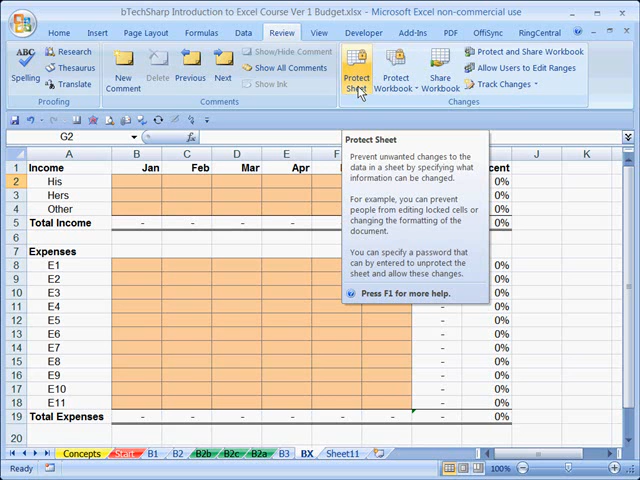 bTechSharp Introduction to Excel Course Ver 1 Budget.xlsx - Microsoft Excel non-commercial use
Home Insert Page Layout Formulas Data Review View Developer Add-Ins PDF OffiSync RingCentral
ABC
Spelling
Research
Thesaurus
Translate
Proofing
New Comment
Delete
Previous
Next
Show/Hide Comment
Show All Comments
Show Ink
Comments
Protect Sheet
Protect Workbook
Share Workbook
Protect and Share Workbook
Allow Users to Edit Ranges
Track Changes
Changes
G2
fx
Protect Sheet
Prevent unwanted changes to the
data in a sheet by specifying what
information can be changed.
For example, you can prevent
people from editing locked cells or
changing the formatting of the
document.
You can specify a password that
can by entered to unprotect the
sheet and allow these changes.
Press F1 for more help.
A B C D E J K
1 Income Jan Feb Mar Apr
2 His 0%
3 Hers 0%
4 Other 0%
5 Total Income - - - - 0%
6
7 Expenses
8 E1 0%
9 E2 0%
10 E3 0%
11 E4 - 0%
12 E5 - 0%
13 E6 - 0%
14 E7 - 0%
15 E8 - 0%
16 E9 - 0%
17 E10 - 0%
18 E11 - 0%
19 Total Expenses - - - - - - - 0%
20
Concepts Start B1 B2 B2b B2c B2a B3 BX Sheet11
Ready 100%